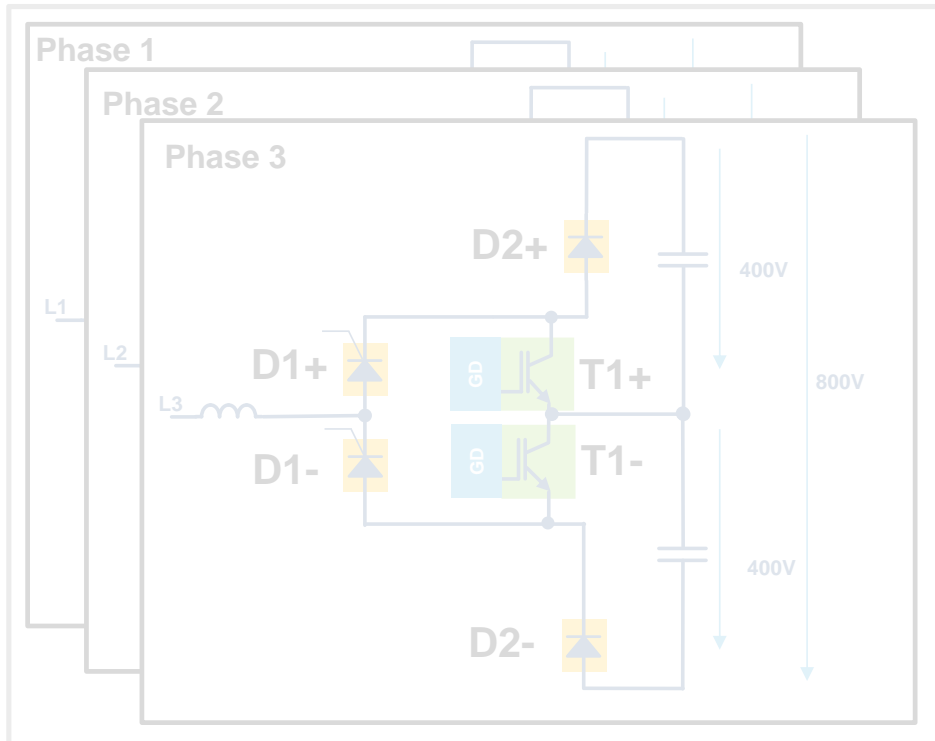 Phase 1
Phase 2
Phase 3
D2+
400V
L1
L2
D1+
GD
T1+
800V
L3
D1-
GD
T1-
400V
D2-